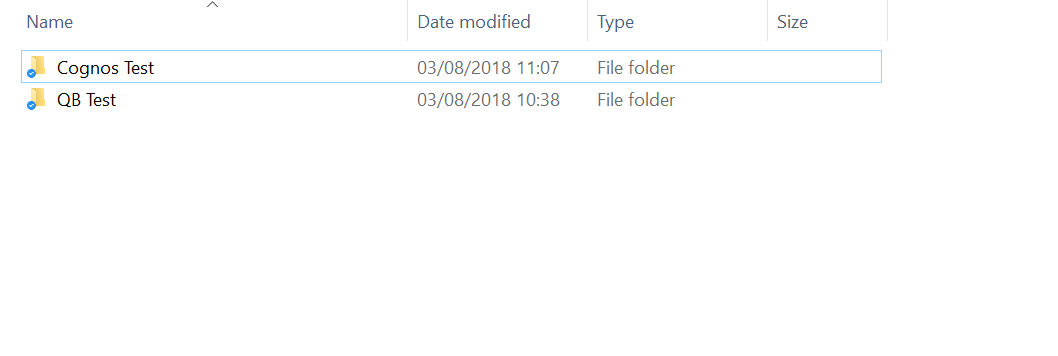 Name Date modified Type Size
Cognos Test 03/08/2018 11:07 File folder
QB Test 03/08/2018 10:38 File folder